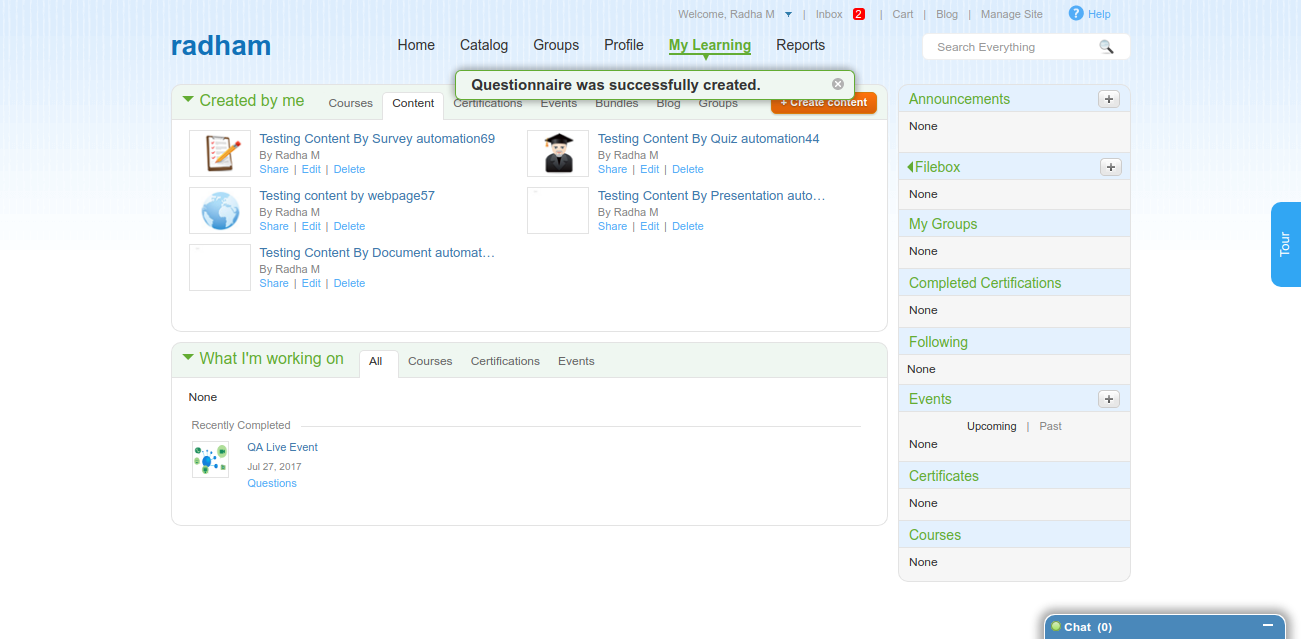 Welcome, Radha M | Inbox 2 | Cart | Blog | Manage Site ? Help
radham
Home Catalog Groups Profile My Learning Reports
Search Everything
Questionnaire was successfully created.
Created by me Courses Content Certifications Events Bundles Blog Groups + Create content
Testing Content By Survey automation69
By Radha M
Share | Edit | Delete
Testing Content By Quiz automation44
By Radha M
Share | Edit | Delete
Testing content by webpage57
By Radha M
Share | Edit | Delete
Testing Content By Presentation auto…
By Radha M
Share | Edit | Delete
Testing Content By Document automat…
By Radha M
Share | Edit | Delete
What I'm working on All Courses Certifications Events
None
Recently Completed
QA Live Event
Jul 27, 2017
Questions
Announcements +
None
Filebox +
None
My Groups
None
Completed Certifications
None
Following
None
Events +
Upcoming | Past
None
Certificates
None
Courses
None
Tour
Chat (0)